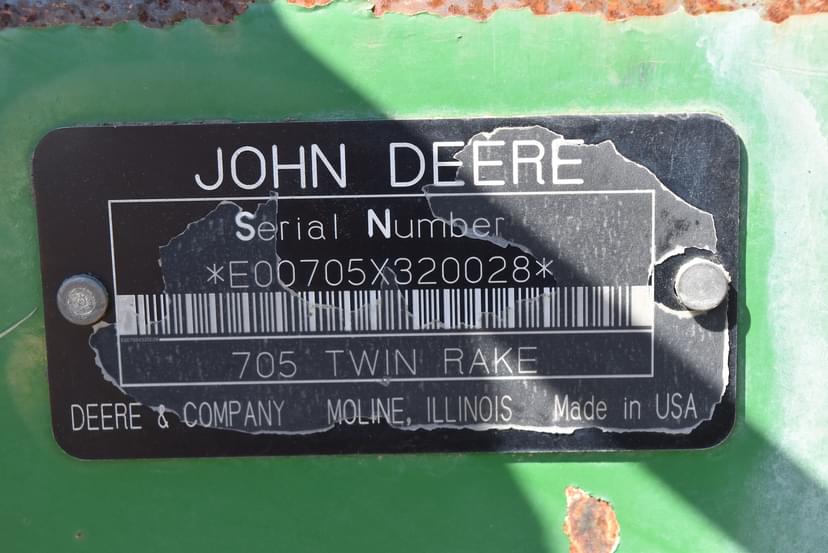 JOHN DEERE
Serial Number
*E00705X320028*
705 TWIN RAKE
DEERE & COMPANY MOLINE, ILLINOIS Made in USA